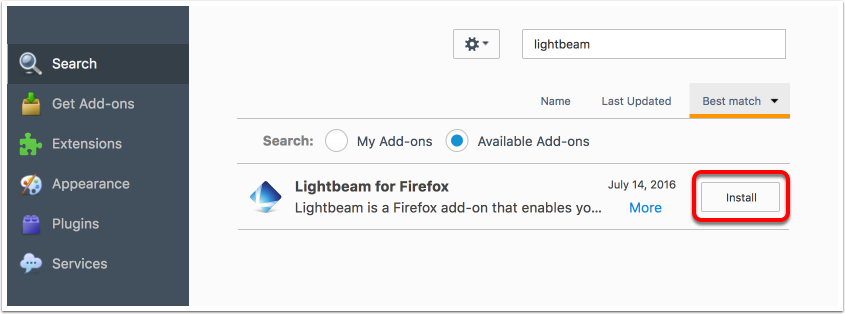 lightbeam
Search
Get Add-ons
Extensions
Appearance
Plugins
Services
Name Last Updated Best match
Search: My Add-ons Available Add-ons
Lightbeam for Firefox July 14, 2016
Lightbeam is a Firefox add-on that enables yo... More
Install